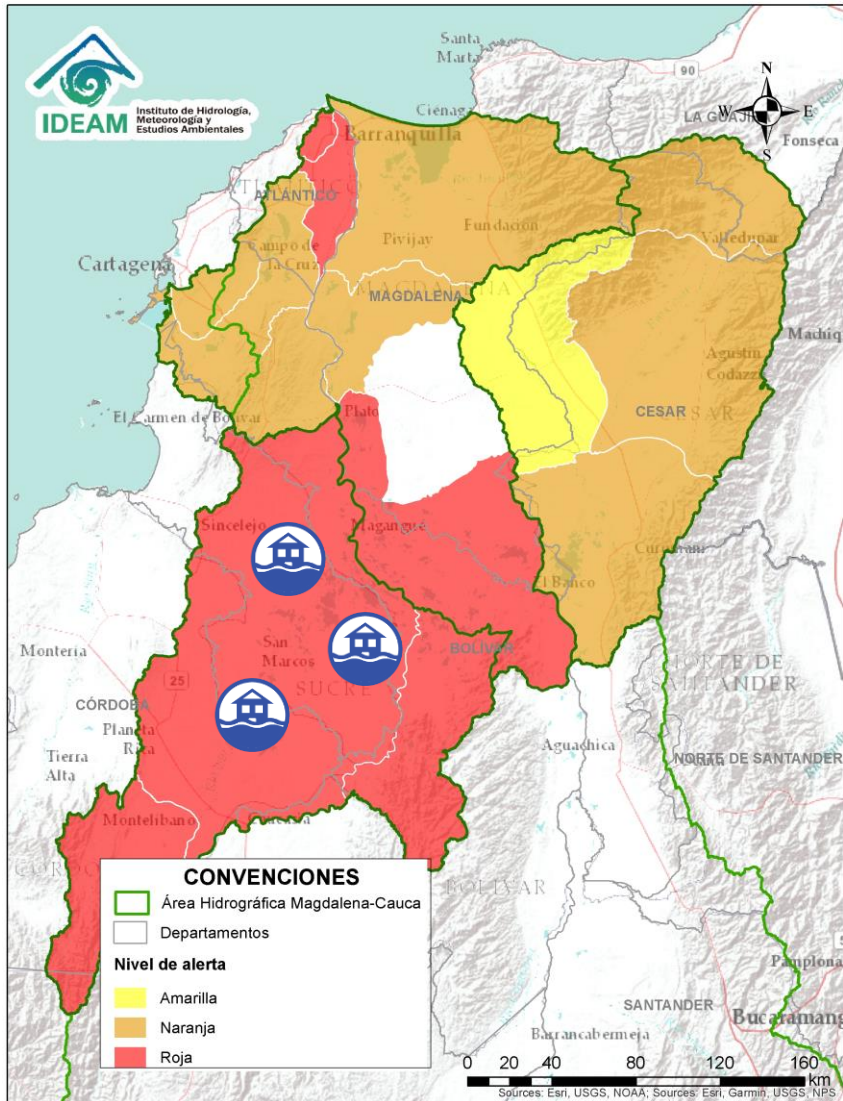 IDEAM
Instituto de Hidrología,
Meteorología y
Estudios Ambientales
Santa
Marta
90
N
W
E
S
Ciénaga
LA GUAJIR
Fonseca
Barranquilla
ATLÁNTICO
Fundación
Pivijay
Valledupar
Campo de
la Cruz
Cartagena
MAGDALENA
MAGDALENA
Machiq
Agustín
Codazzi
Plato
CESAR
CESAR
El Carmen de Bolívar
Sincelejo
Magangué
Curumaní
El Banco
Montería
San
Marcos
BOLÍVAR
SUCRE
25
NORTE DE
SANTANDER
CÓRDOBA
Planeta
Rica
Aguachica
Tierra
Alta
NORTE DE SANTANDER
Montelíbano
Caucasia
BOLÍVAR
CONVENCIONES
Área Hidrográfica Magdalena-Cauca
Departamentos
Nivel de alerta
Amarilla
Naranja
Roja
Pamplona
SANTANDER
Bucaramang
Barrancabermeja
0 20 40 80 120 160
km
Sources: Esri, USGS, NOAA; Sources: Esri, Garmin, USGS, NPS